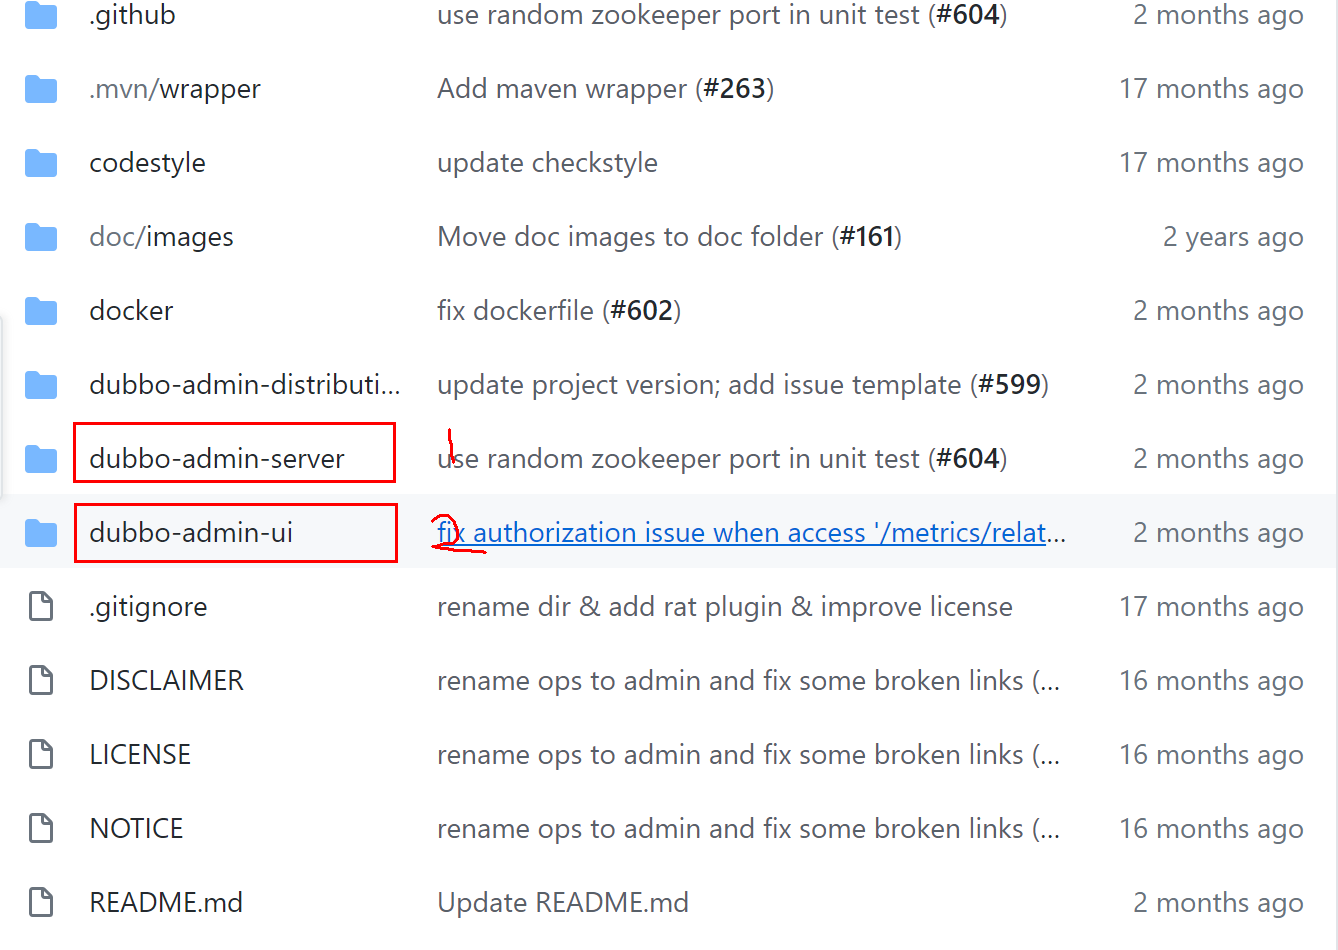 .github use random zookeeper port in unit test (#604) 2 months ago
.mvn/wrapper Add maven wrapper (#263) 17 months ago
codestyle update checkstyle 17 months ago
doc/images Move doc images to doc folder (#161) 2 years ago
docker fix dockerfile (#602) 2 months ago
dubbo-admin-distributi... update project version; add issue template (#599) 2 months ago
dubbo-admin-server 1 use random zookeeper port in unit test (#604) 2 months ago
dubbo-admin-ui 2 fix authorization issue when access '/metrics/relat... 2 months ago
.gitignore rename dir & add rat plugin & improve license 17 months ago
DISCLAIMER rename ops to admin and fix some broken links (... 16 months ago
LICENSE rename ops to admin and fix some broken links (... 16 months ago
NOTICE rename ops to admin and fix some broken links (... 16 months ago
README.md Update README.md 2 months ago